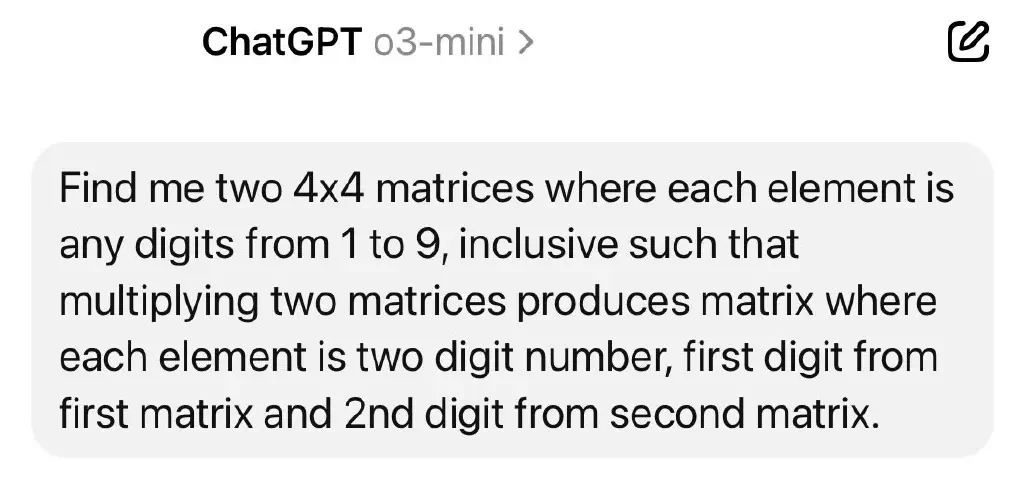 ChatGPT o3-mini >
Find me two 4x4 matrices where each element is
any digits from 1 to 9, inclusive such that
multiplying two matrices produces matrix where
each element is two digit number, first digit from
first matrix and 2nd digit from second matrix.